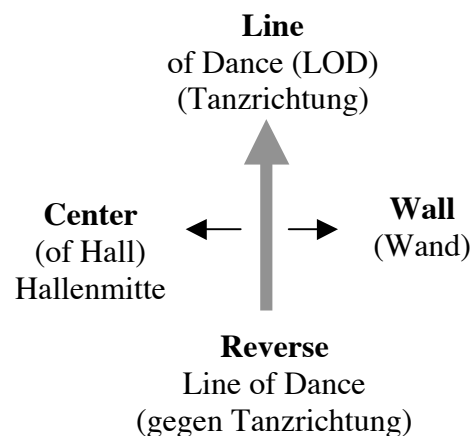 Line
of Dance (LOD)
(Tanzrichtung)
Center
(of Hall)
Hallenmitte
Wall
(Wand)
Reverse
Line of Dance
(gegen Tanzrichtung)